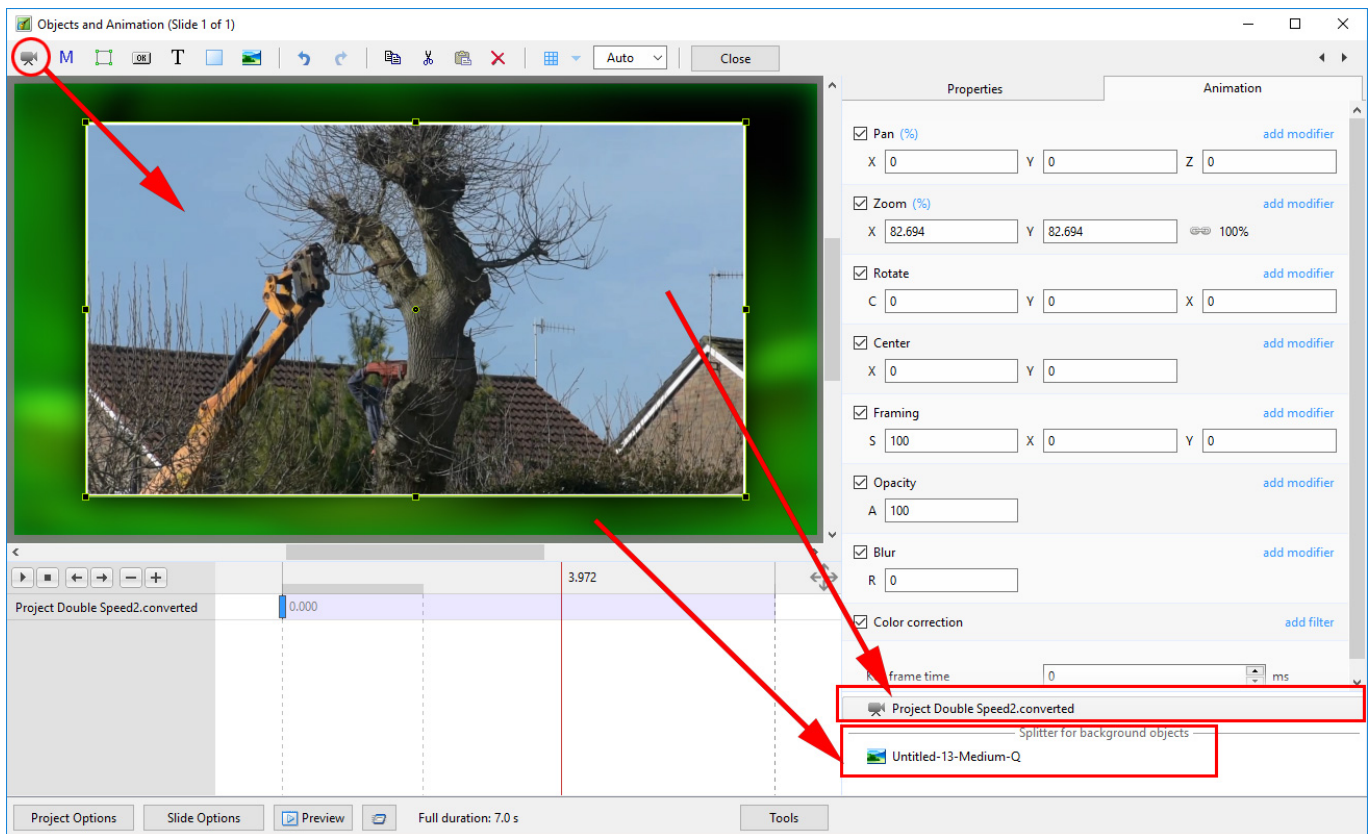 Objects and Animation (Slide 1 of 1)
M OK T Auto Close
Properties Animation
Pan (%) add modifier
X 0 Y 0 Z 0
Zoom (%) add modifier
X 82.694 Y 82.694 100%
Rotate add modifier
C 0 Y 0 X 0
Center add modifier
X 0 Y 0
Framing add modifier
S 100 X 0 Y 0
Opacity add modifier
A 100
Blur add modifier
R 0
Color correction add filter
frame time 0 ms
3.972
Project Double Speed2.converted 0.000
Project Double Speed2.converted
Splitter for background objects
Untitled-13-Medium-Q
Project Options Slide Options Preview Full duration: 7.0 s Tools